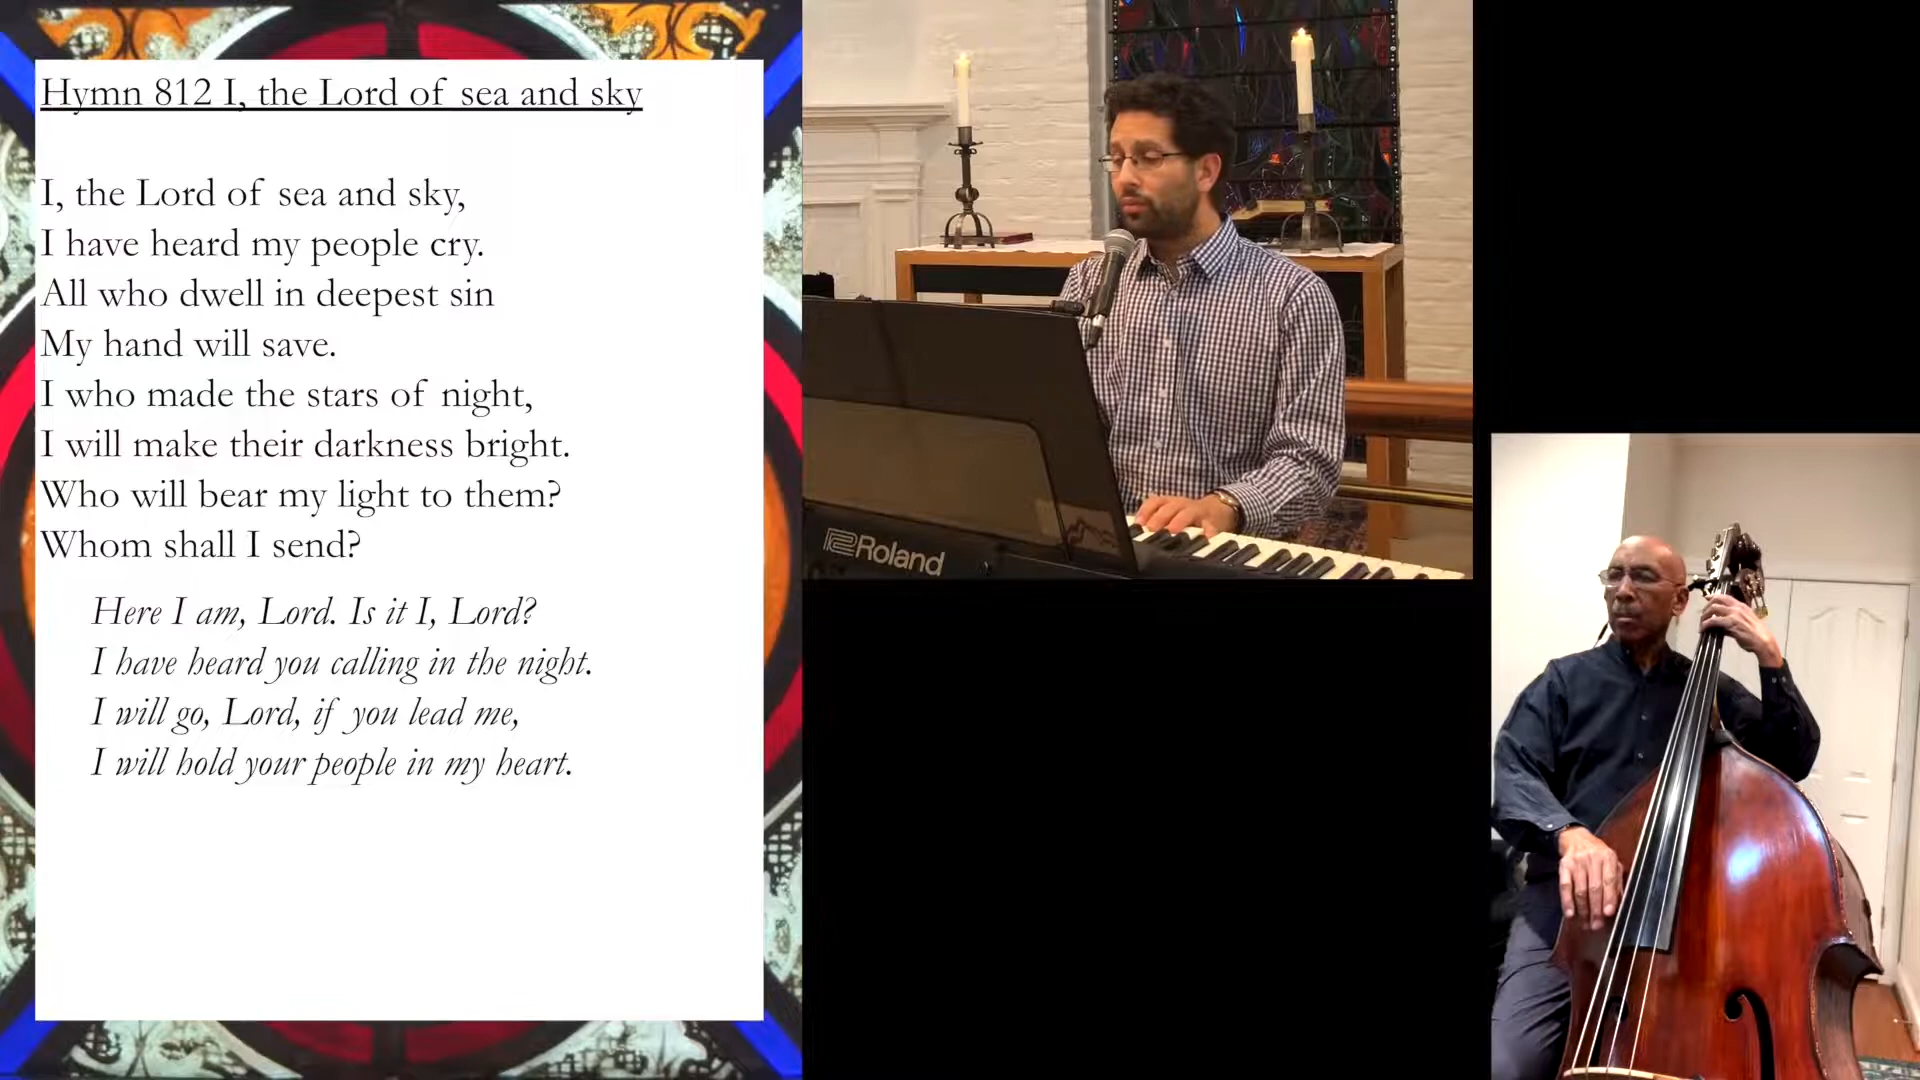 Hymn 812 I, the Lord of sea and sky
I, the Lord of sea and sky,
I have heard my people cry.
All who dwell in deepest sin
My hand will save.
I who made the stars of night,
I will make their darkness bright.
Who will bear my light to them?
Whom shall I send?
Here I am, Lord. Is it I, Lord?
I have heard you calling in the night.
I will go, Lord, if you lead me,
I will hold your people in my heart.
Roland